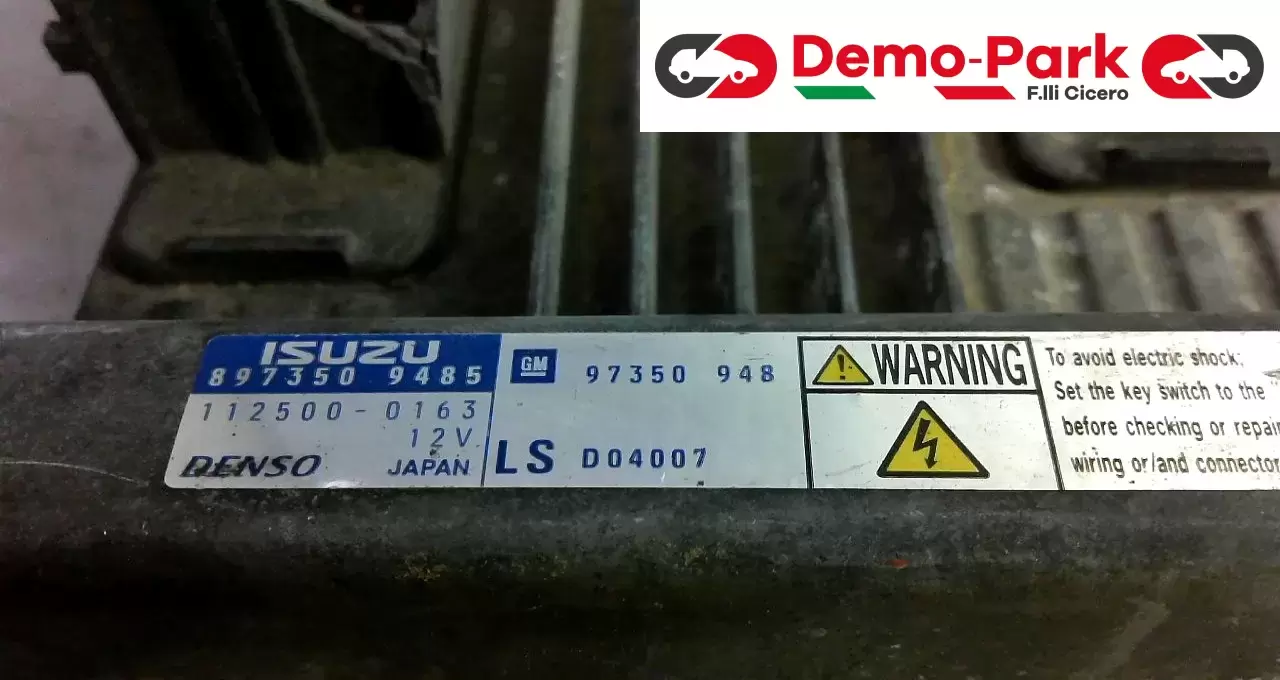 Demo-Park
F.lli Cicero
ISUZU
897350 9485
112500-0163
12V
DENSO JAPAN
GM 97350 948
LS D04007
WARNING
To avoid electric shock;
Set the key switch to the "
before checking or repair
wiring or/and connector